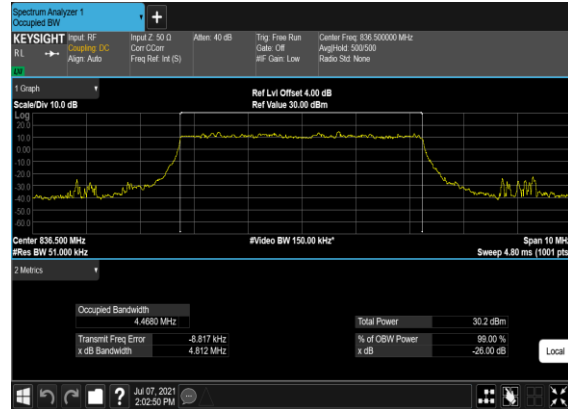 Spectrum Analyzer 1
Occupied BW
KEYSIGHT
RL
Input: RF
Coupling: DC
Align: Auto
Input Z: 50 Ω
Corr CCorr
Freq Ref: Int (S)
Atten: 40 dB
Trig: Free Run
Gate: Off
#IF Gain: Low
Center Freq: 836.500000 MHz
Avg|Hold: 500/500
Radio Std: None
1 Graph
Scale/Div 10.0 dB
Ref Lvl Offset 4.00 dB
Ref Value 30.00 dBm
Log
20.0
10.0
0.00
-10.0
-20.0
-30.0
-40.0
-50.0
-60.0
Center 836.500 MHz
#Res BW 51.000 kHz
#Video BW 150.00 kHz*
Span 10 MHz
Sweep 4.80 ms (1001 pts)
2 Metrics
Occupied Bandwidth
4.4680 MHz
Transmit Freq Error -8.817 kHz
x dB Bandwidth 4.812 MHz
Total Power 30.2 dBm
% of OBW Power 99.00 %
x dB -26.00 dB
Local
?
Jul 07, 2021
2:02:50 PM